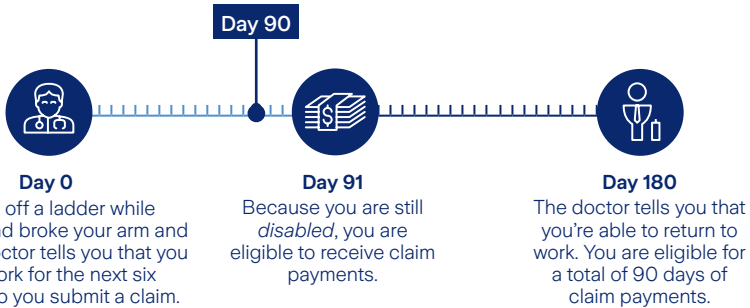 Day 90
$
Day 0
off a ladder while
broke your arm and
tells you that you
for the next six
you submit a claim.
Day 91
Because you are still
disabled, you are
eligible to receive claim
payments.
Day 180
The doctor tells you that
you're able to return to
work. You are eligible for
a total of 90 days of
claim payments.